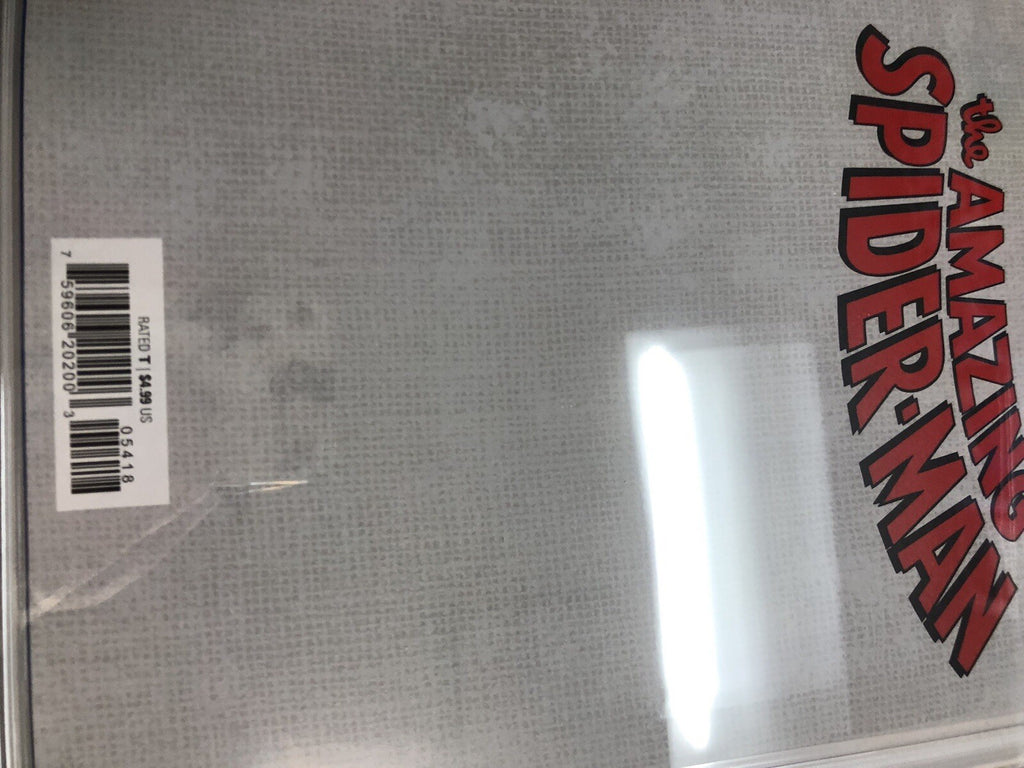 the AMAZING
SPIDER-MAN
RATED T | $4.99 US
05418
7 59606 20200 3